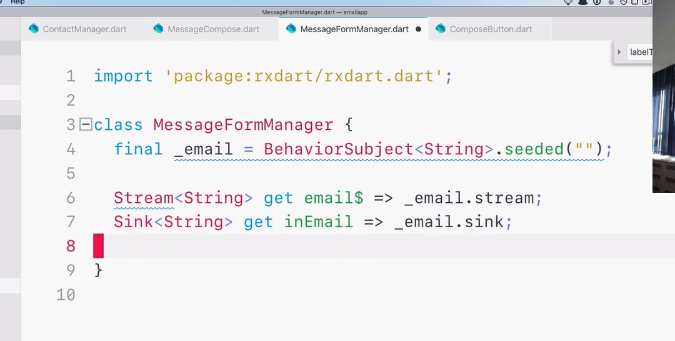 Help
MessageFormManager.dart — emailapp
ContactManager.dart MessageCompose.dart MessageFormManager.dart ComposeButton.dart
labelT
1 import 'package:rxdart/rxdart.dart';
2
3 class MessageFormManager {
4 final _email = BehaviorSubject<String>.seeded("");
5
6 Stream<String> get email$ => _email.stream;
7 Sink<String> get inEmail => _email.sink;
8
9 }
10